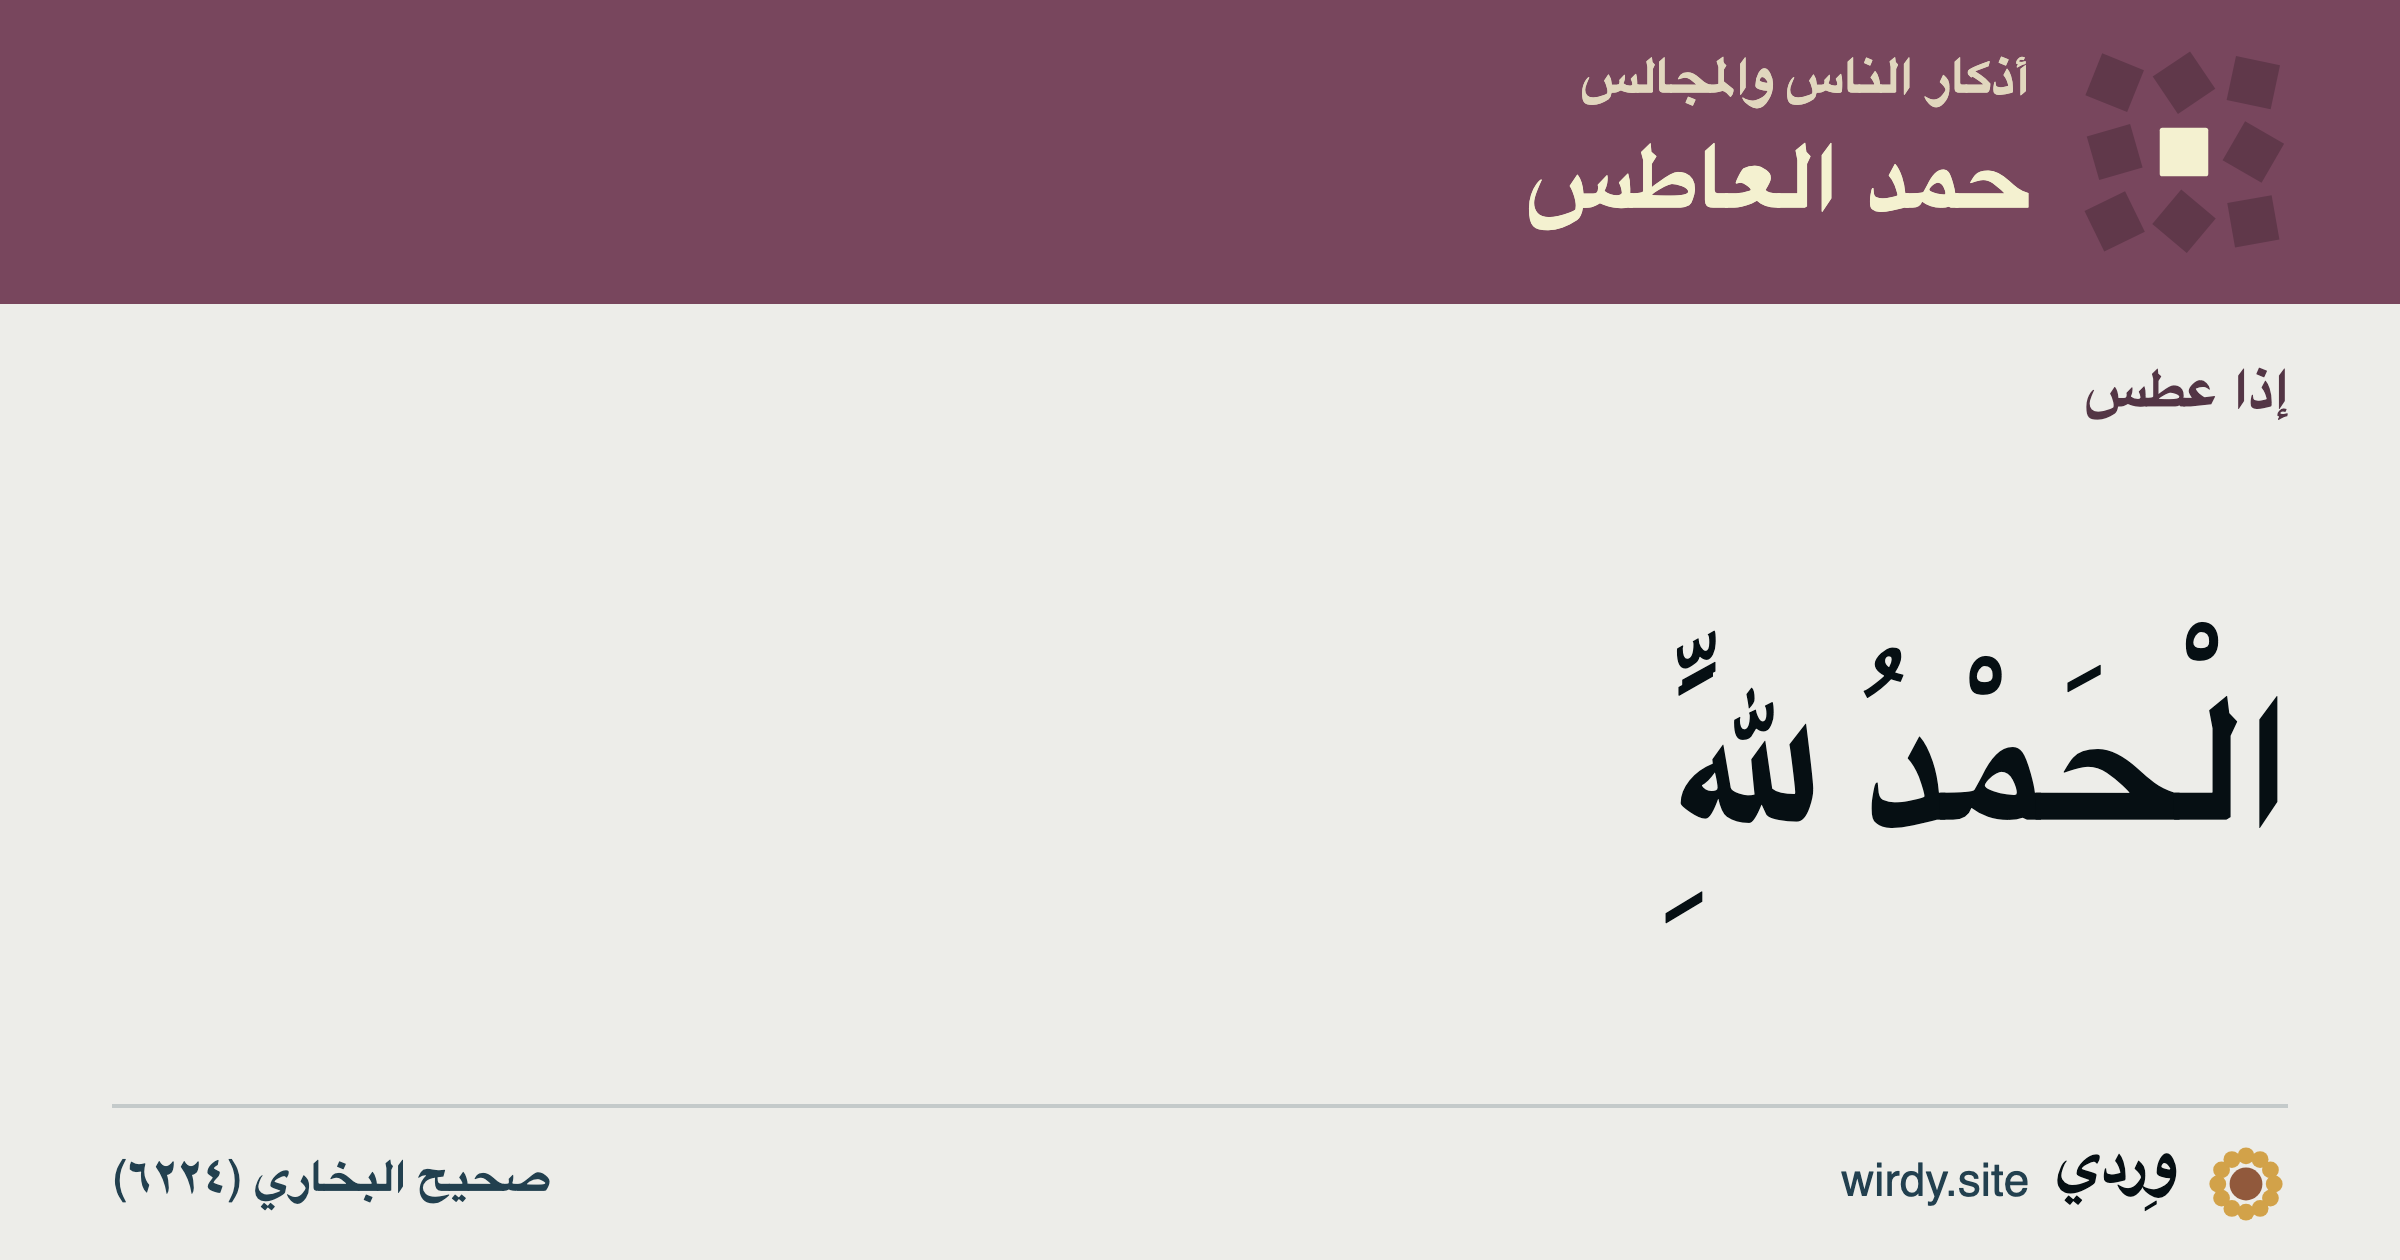 أذكار الناس والمجالس
حمد العاطس
إذا عطس
الْحَمْدُ لِلَّهِ
وِردي wirdy.site
صحيح البخاري (٦٢٢٤)